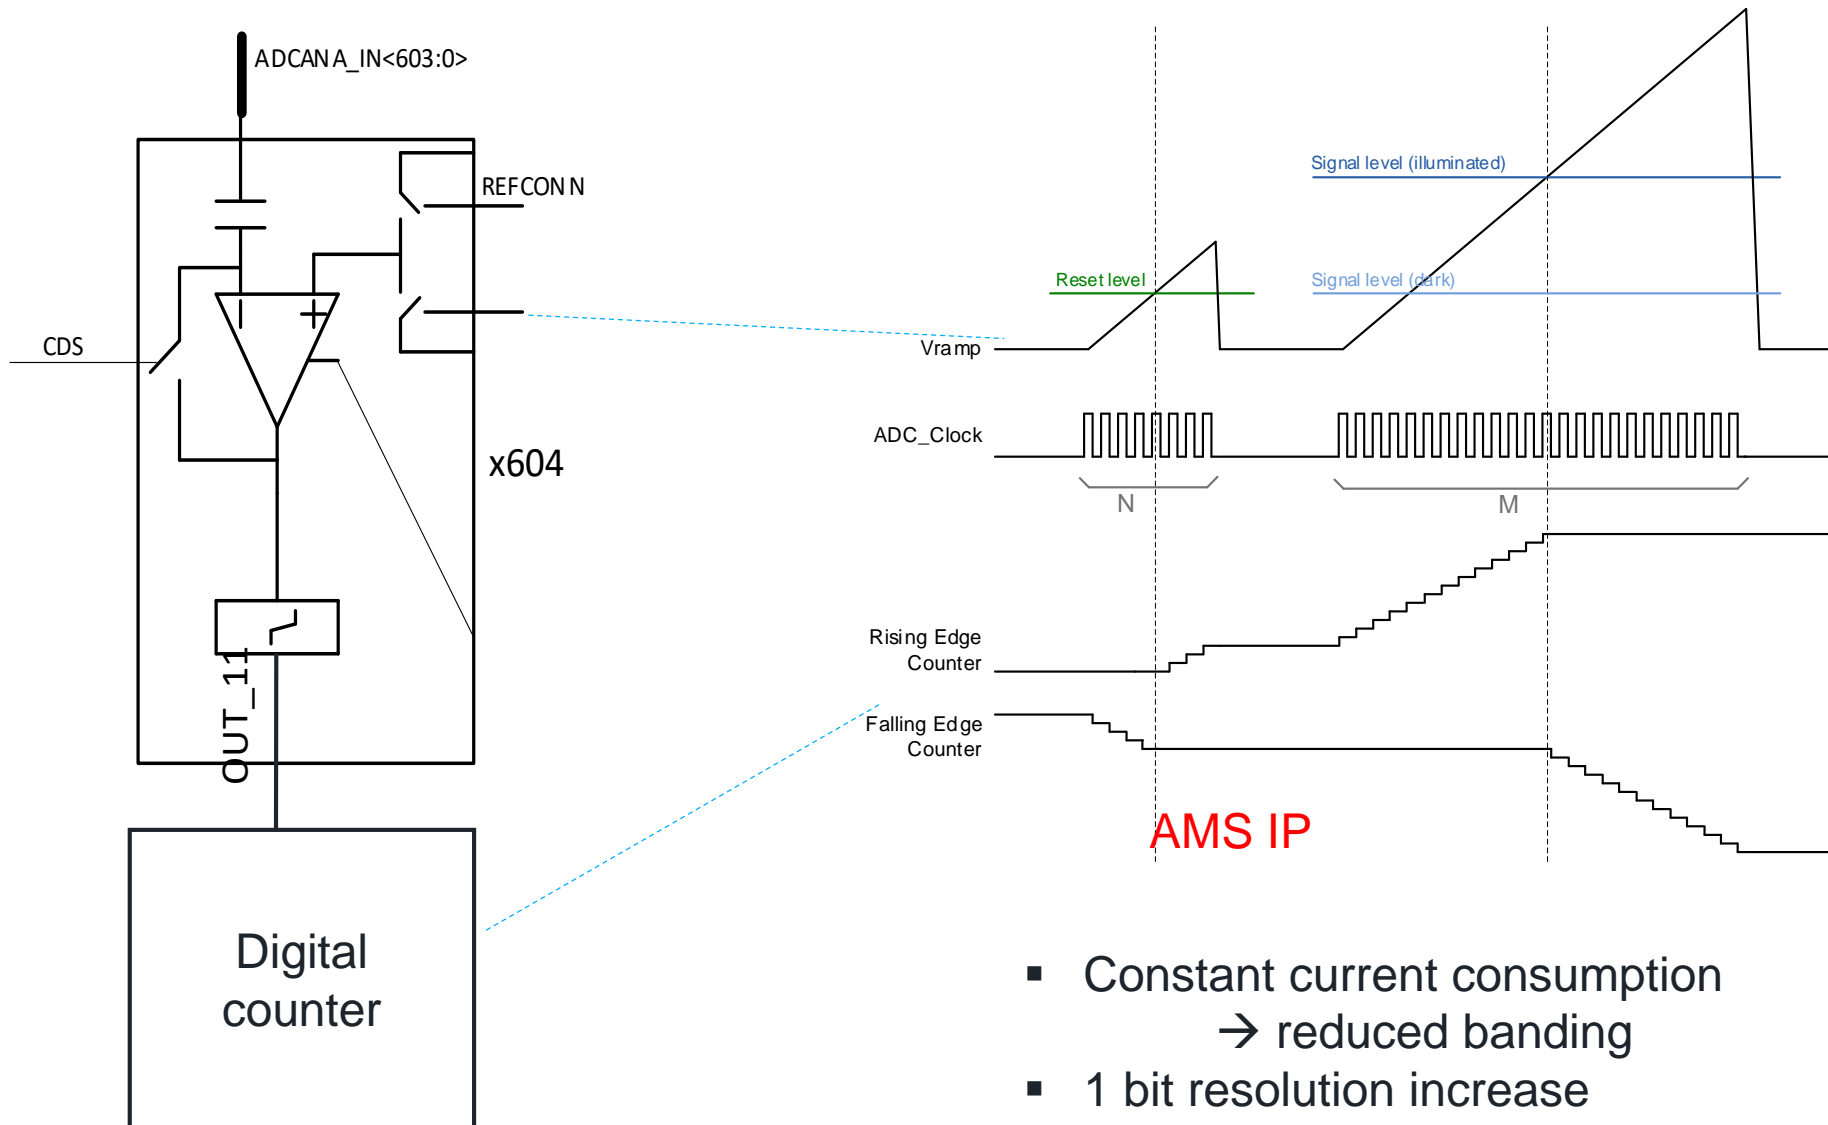 ADCANA_IN<603:0>
REFCONN
CDS
x604
OUT_11
Digital
counter
Signal level (illuminated)
Reset level
Signal level (dark)
Vramp
ADC_Clock
N
M
Rising Edge
Counter
Falling Edge
Counter
AMS IP
▪ Constant current consumption
→ reduced banding
▪ 1 bit resolution increase